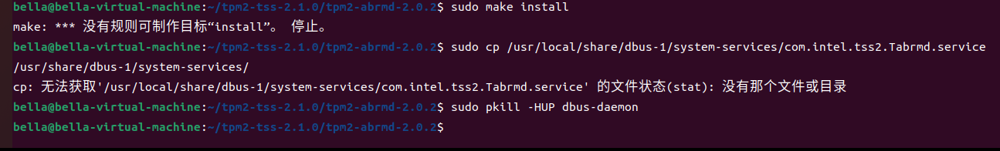 bella@bella-virtual-machine:~/tpm2-tss-2.1.0/tpm2-abrmd-2.0.2$ sudo make install
make: *** 没有规则可制作目标“install”。 停止。
bella@bella-virtual-machine:~/tpm2-tss-2.1.0/tpm2-abrmd-2.0.2$ sudo cp /usr/local/share/dbus-1/system-services/com.intel.tss2.Tabrmd.service
/usr/share/dbus-1/system-services/
cp: 无法获取'/usr/local/share/dbus-1/system-services/com.intel.tss2.Tabrmd.service' 的文件状态(stat): 没有那个文件或目录
bella@bella-virtual-machine:~/tpm2-tss-2.1.0/tpm2-abrmd-2.0.2$ sudo pkill -HUP dbus-daemon
bella@bella-virtual-machine:~/tpm2-tss-2.1.0/tpm2-abrmd-2.0.2$